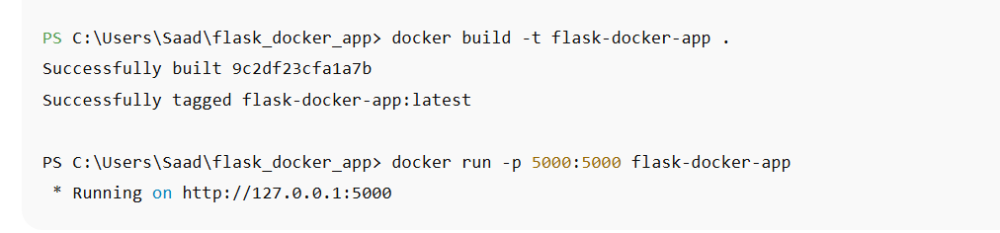 PS C:\Users\Saad\flask_docker_app> docker build -t flask-docker-app .
Successfully built 9c2df23cfa1a7b
Successfully tagged flask-docker-app:latest
PS C:\Users\Saad\flask_docker_app> docker run -p 5000:5000 flask-docker-app
* Running on http://127.0.0.1:5000